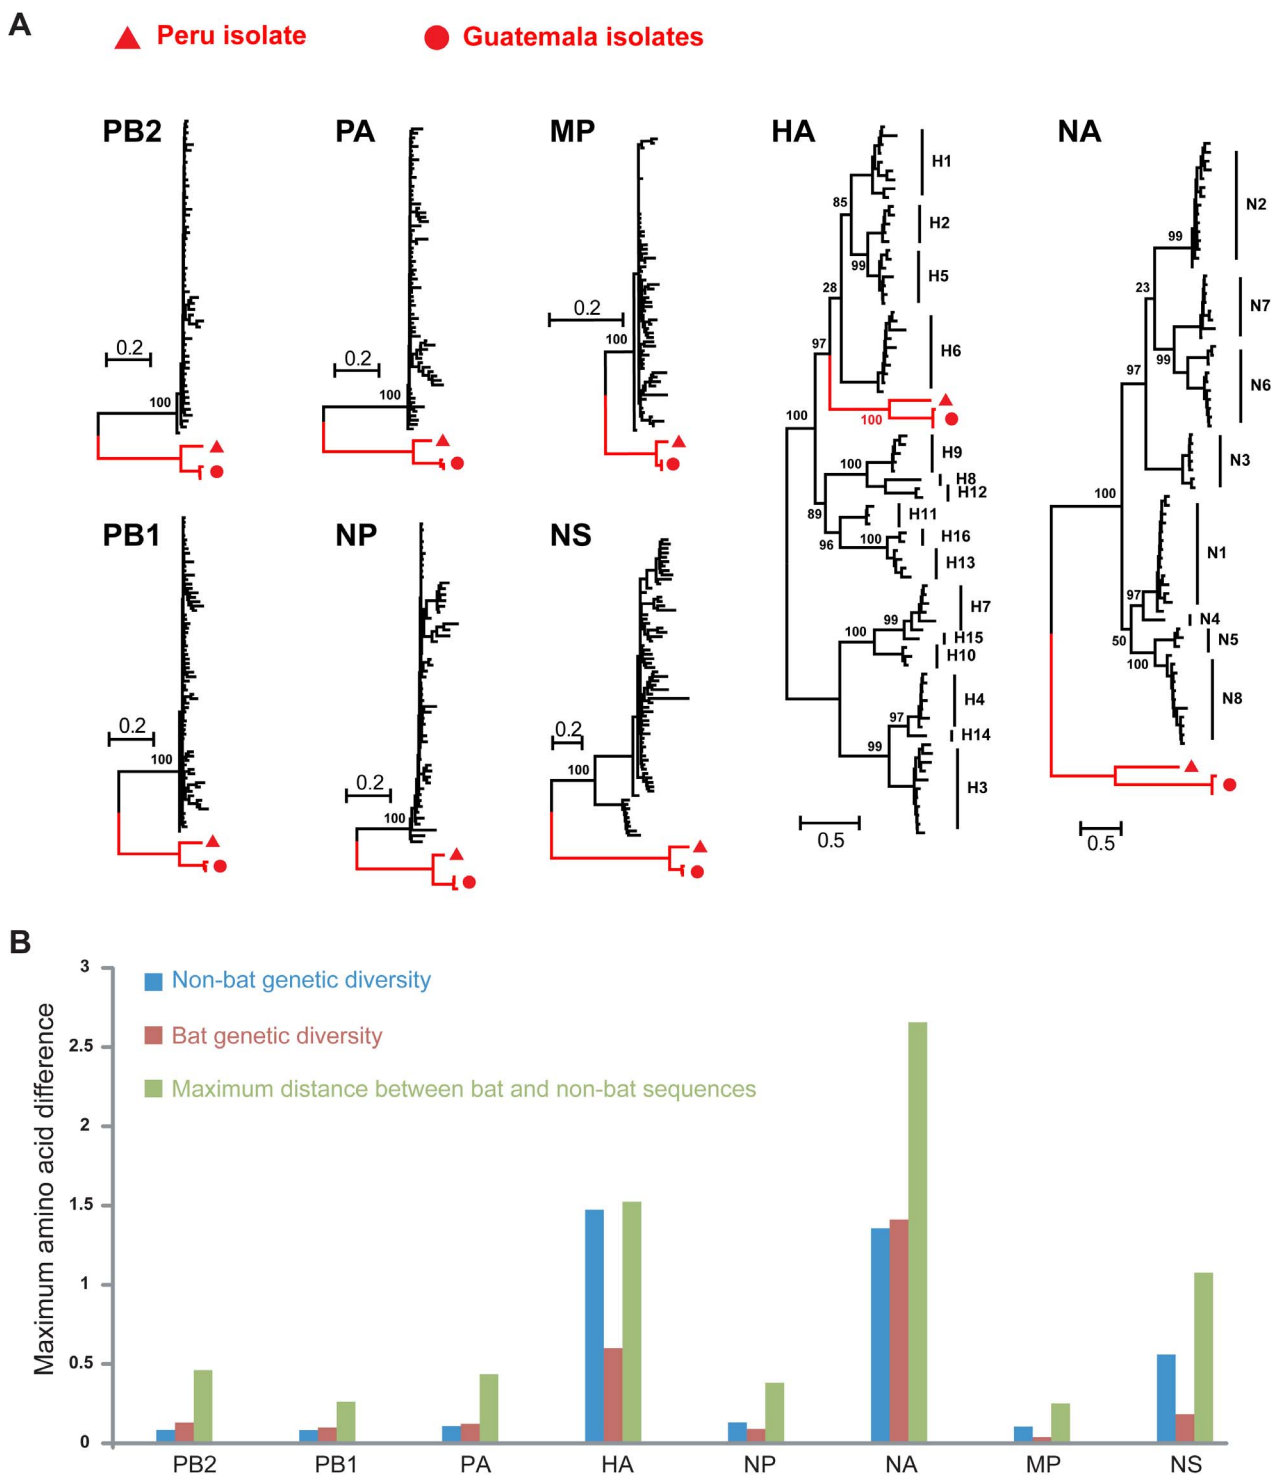 A
Peru isolate
Guatemala isolates
PB2
PA
MP
HA
NA
0.2
100
0.2
100
0.2
100
H1
H2
H5
H6
H9
H8
H12
H11
H16
H13
H7
H15
H10
H4
H14
H3
85
99
28
97
100
100
100
89
96
100
100
99
97
99
0.5
N2
N7
N6
N3
N1
N4
N5
N8
99
23
99
97
100
97
50
100
0.5
PB1
NP
NS
0.2
100
0.2
100
0.2
100
B
Maximum amino acid difference
3
2.5
2
1.5
1
0.5
0
Non-bat genetic diversity
Bat genetic diversity
Maximum distance between bat and non-bat sequences
PB2
PB1
PA
HA
NP
NA
MP
NS